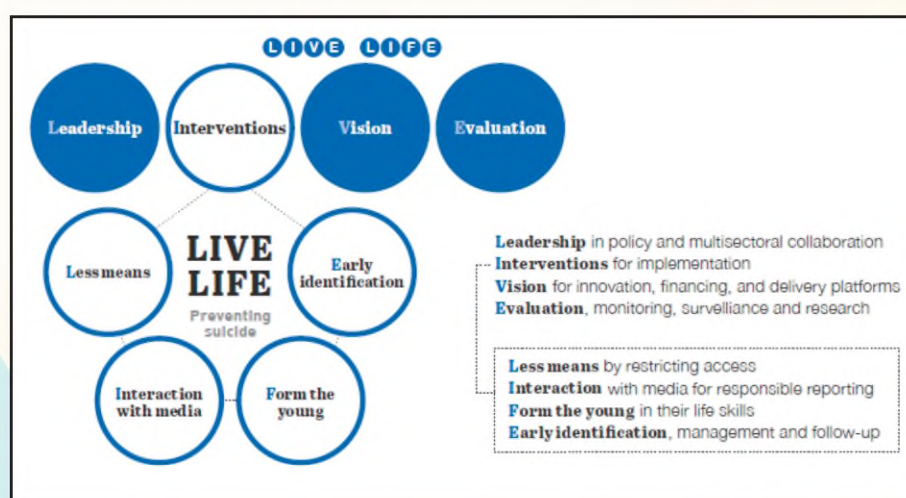 LIVE LIFE
Leadership
Interventions
Vision
Evaluation
Less means
LIVE
LIFE
Preventing
suicide
Early
identification
Interaction
with media
Form the
young
Leadership in policy and multisectoral collaboration
Interventions for implementation
Vision for innovation, financing, and delivery platforms
Evaluation, monitoring, survelliance and research
Less means by restricting access
Interaction with media for responsible reporting
Form the young in their life skills
Early identification, management and follow-up